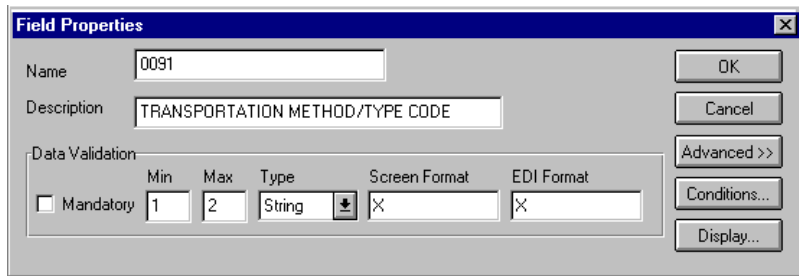 Field Properties
Name 0091 OK
Description TRANSPORTATION METHOD/TYPE CODE Cancel
Data Validation Advanced >>
Min Max Type Screen Format EDI Format
Mandatory 1 2 String X X Conditions...
Display...